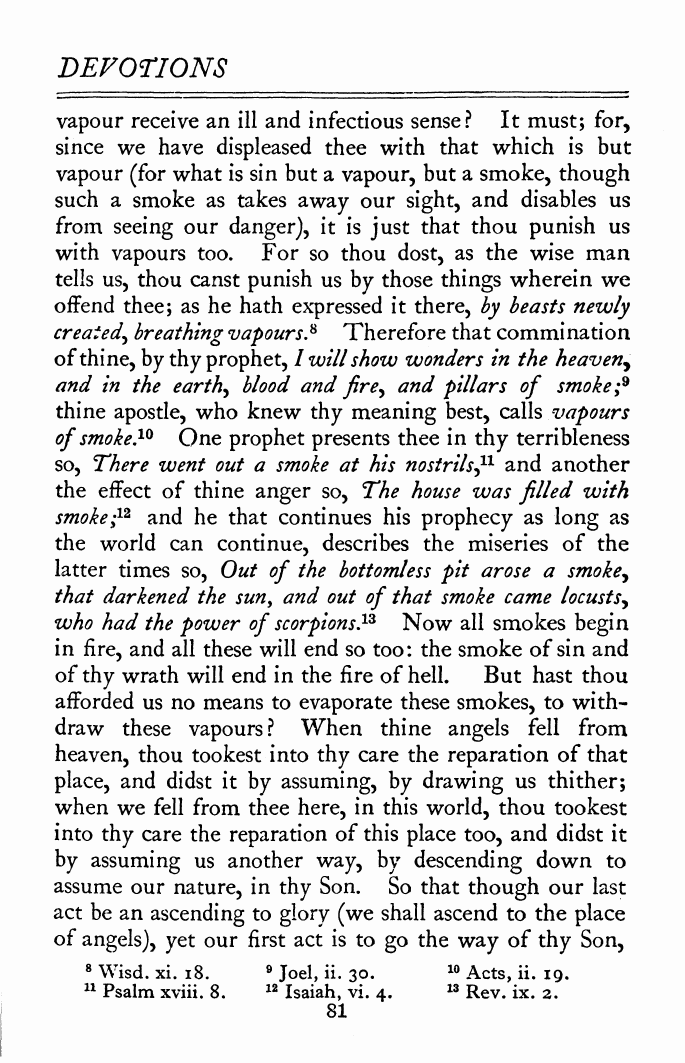 DEVOTIONS
vapour receive an ill and infectious sense? It must; for,
since we have displeased thee with that which is but
vapour (for what is sin but a vapour, but a smoke, though
such a smoke as takes away our sight, and disables us
from seeing our danger), it is just that thou punish us
with vapours too. For so thou dost, as the wise man
tells us, thou canst punish us by those things wherein we
offend thee; as he hath expressed it there, by beasts newly
created, breathing vapours.⁸ Therefore that commination
of thine, by thy prophet, I will show wonders in the heaven,
and in the earth, blood and fire, and pillars of smoke;⁹
thine apostle, who knew thy meaning best, calls vapours
of smoke.¹⁰ One prophet presents thee in thy terribleness
so, There went out a smoke at his nostrils,¹¹ and another
the effect of thine anger so, The house was filled with
smoke;¹² and he that continues his prophecy as long as
the world can continue, describes the miseries of the
latter times so, Out of the bottomless pit arose a smoke,
that darkened the sun, and out of that smoke came locusts,
who had the power of scorpions.¹³ Now all smokes begin
in fire, and all these will end so too: the smoke of sin and
of thy wrath will end in the fire of hell. But hast thou
afforded us no means to evaporate these smokes, to with-
draw these vapours? When thine angels fell from
heaven, thou tookest into thy care the reparation of that
place, and didst it by assuming, by drawing us thither;
when we fell from thee here, in this world, thou tookest
into thy care the reparation of this place too, and didst it
by assuming us another way, by descending down to
assume our nature, in thy Son. So that though our last
act be an ascending to glory (we shall ascend to the place
of angels), yet our first act is to go the way of thy Son,
⁸ Wisd. xi. 18. ⁹ Joel, ii. 30. ¹⁰ Acts, ii. 19.
¹¹ Psalm xviii. 8. ¹² Isaiah, vi. 4. ¹³ Rev. ix. 2.
81